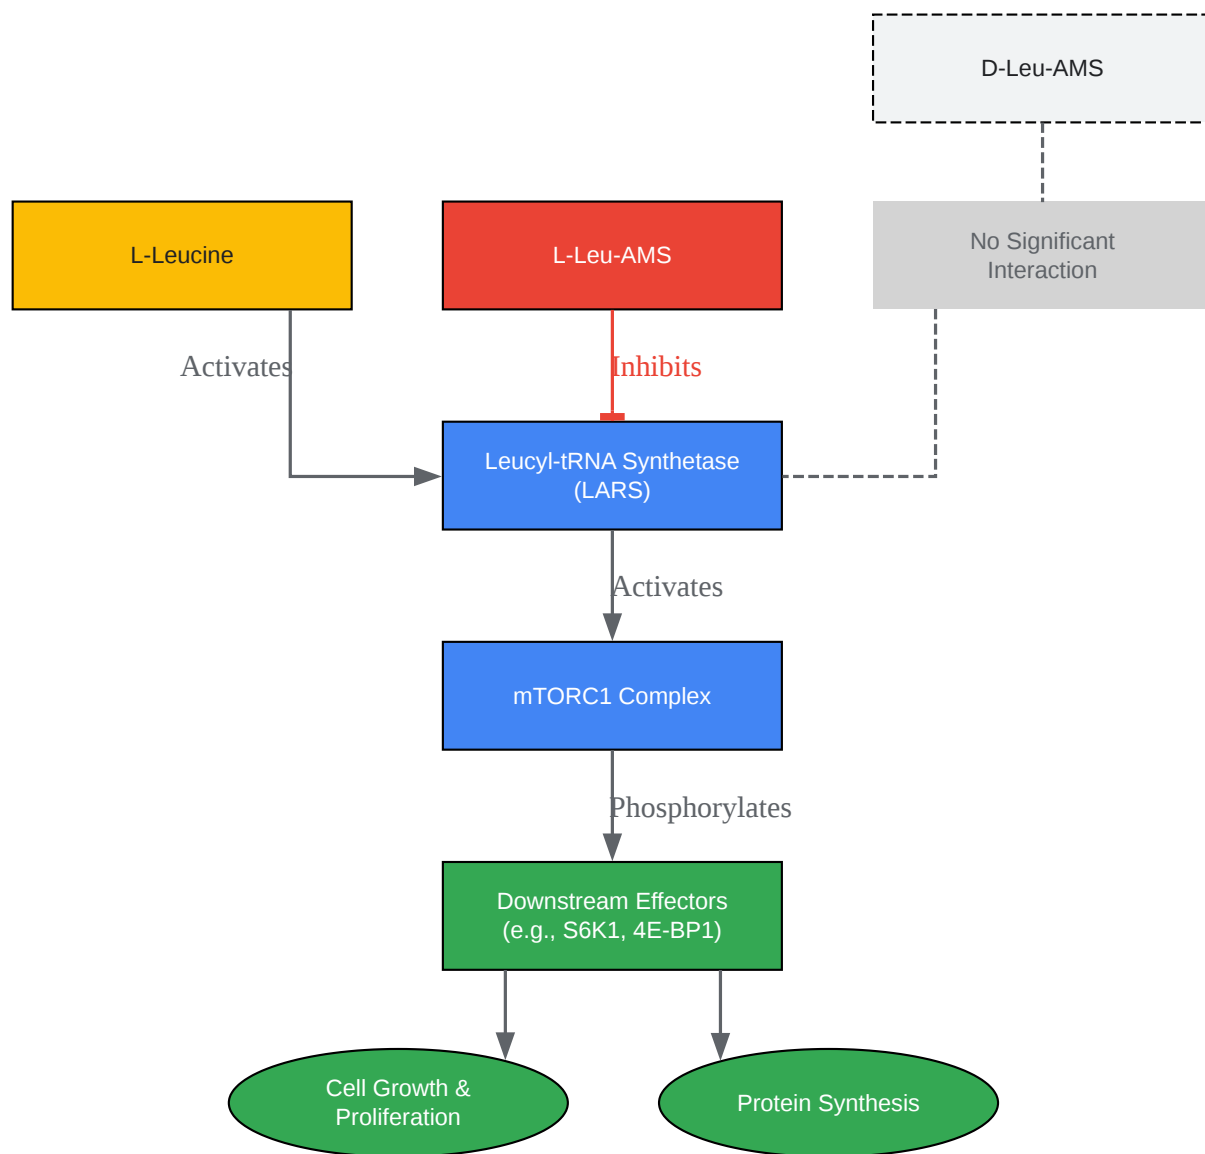 D-Leu-AMS
L-Leucine
L-Leu-AMS
No Significant
Interaction
Activates
Inhibits
Leucyl-tRNA Synthetase
(LARS)
Activates
mTORC1 Complex
Phosphorylates
Downstream Effectors
(e.g., S6K1, 4E-BP1)
Cell Growth &
Proliferation
Protein Synthesis